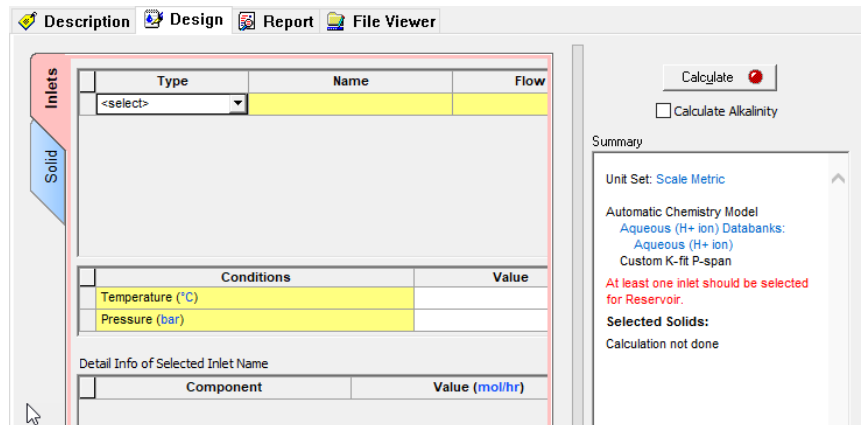 Description Design Report File Viewer
Inlets
Solid
Type Name Flow
<select>
Conditions Value
Temperature (°C)
Pressure (bar)
Detail Info of Selected Inlet Name
Component Value (mol/hr)
Calculate
Calculate Alkalinity
Summary
Unit Set: Scale Metric
Automatic Chemistry Model
Aqueous (H+ ion) Databanks:
Aqueous (H+ ion)
Custom K-fit P-span
At least one inlet should be selected
for Reservoir.
Selected Solids:
Calculation not done